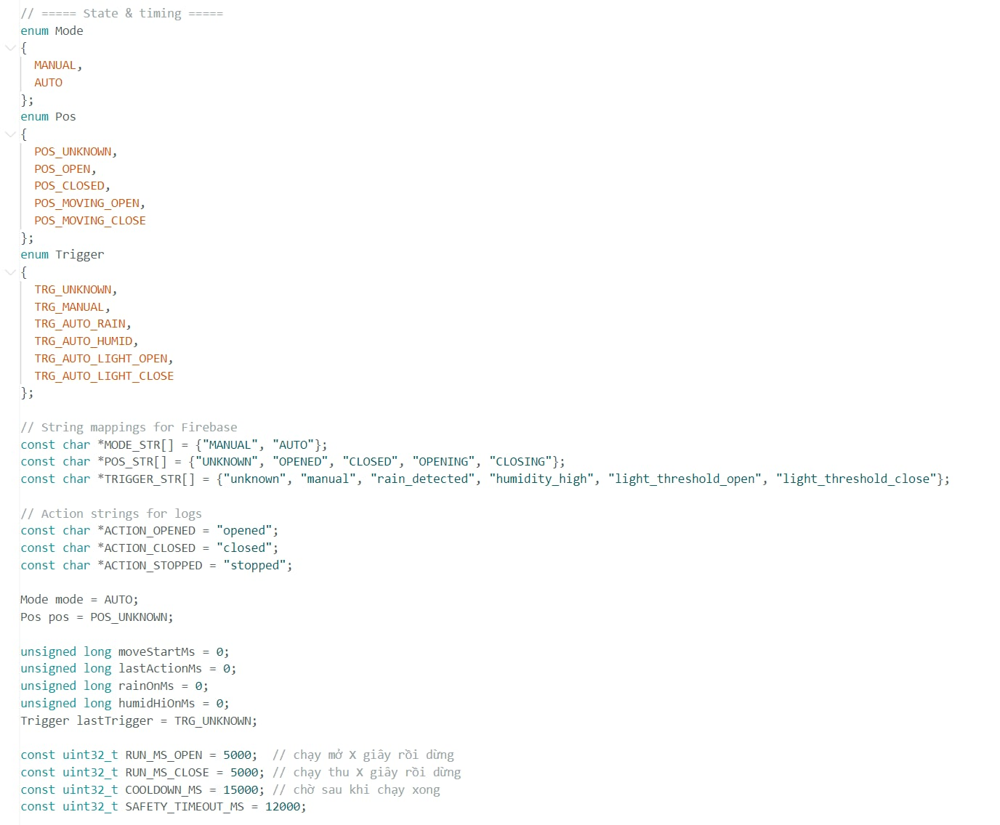 // ===== State & timing =====
enum Mode
{
  MANUAL,
  AUTO
};
enum Pos
{
  POS_UNKNOWN,
  POS_OPEN,
  POS_CLOSED,
  POS_MOVING_OPEN,
  POS_MOVING_CLOSE
};
enum Trigger
{
  TRG_UNKNOWN,
  TRG_MANUAL,
  TRG_AUTO_RAIN,
  TRG_AUTO_HUMID,
  TRG_AUTO_LIGHT_OPEN,
  TRG_AUTO_LIGHT_CLOSE
};

// String mappings for Firebase
const char *MODE_STR[] = {"MANUAL", "AUTO"};
const char *POS_STR[] = {"UNKNOWN", "OPENED", "CLOSED", "OPENING", "CLOSING"};
const char *TRIGGER_STR[] = {"unknown", "manual", "rain_detected", "humidity_high", "light_threshold_open", "light_threshold_close"};

// Action strings for logs
const char *ACTION_OPENED = "opened";
const char *ACTION_CLOSED = "closed";
const char *ACTION_STOPPED = "stopped";

Mode mode = AUTO;
Pos pos = POS_UNKNOWN;

unsigned long moveStartMs = 0;
unsigned long lastActionMs = 0;
unsigned long rainOnMs = 0;
unsigned long humidHiOnMs = 0;
Trigger lastTrigger = TRG_UNKNOWN;

const uint32_t RUN_MS_OPEN = 5000;  // chạy mở X giây rồi dừng
const uint32_t RUN_MS_CLOSE = 5000; // chạy thu X giây rồi dừng
const uint32_t COOLDOWN_MS = 15000; // chờ sau khi chạy xong
const uint32_t SAFETY_TIMEOUT_MS = 12000;